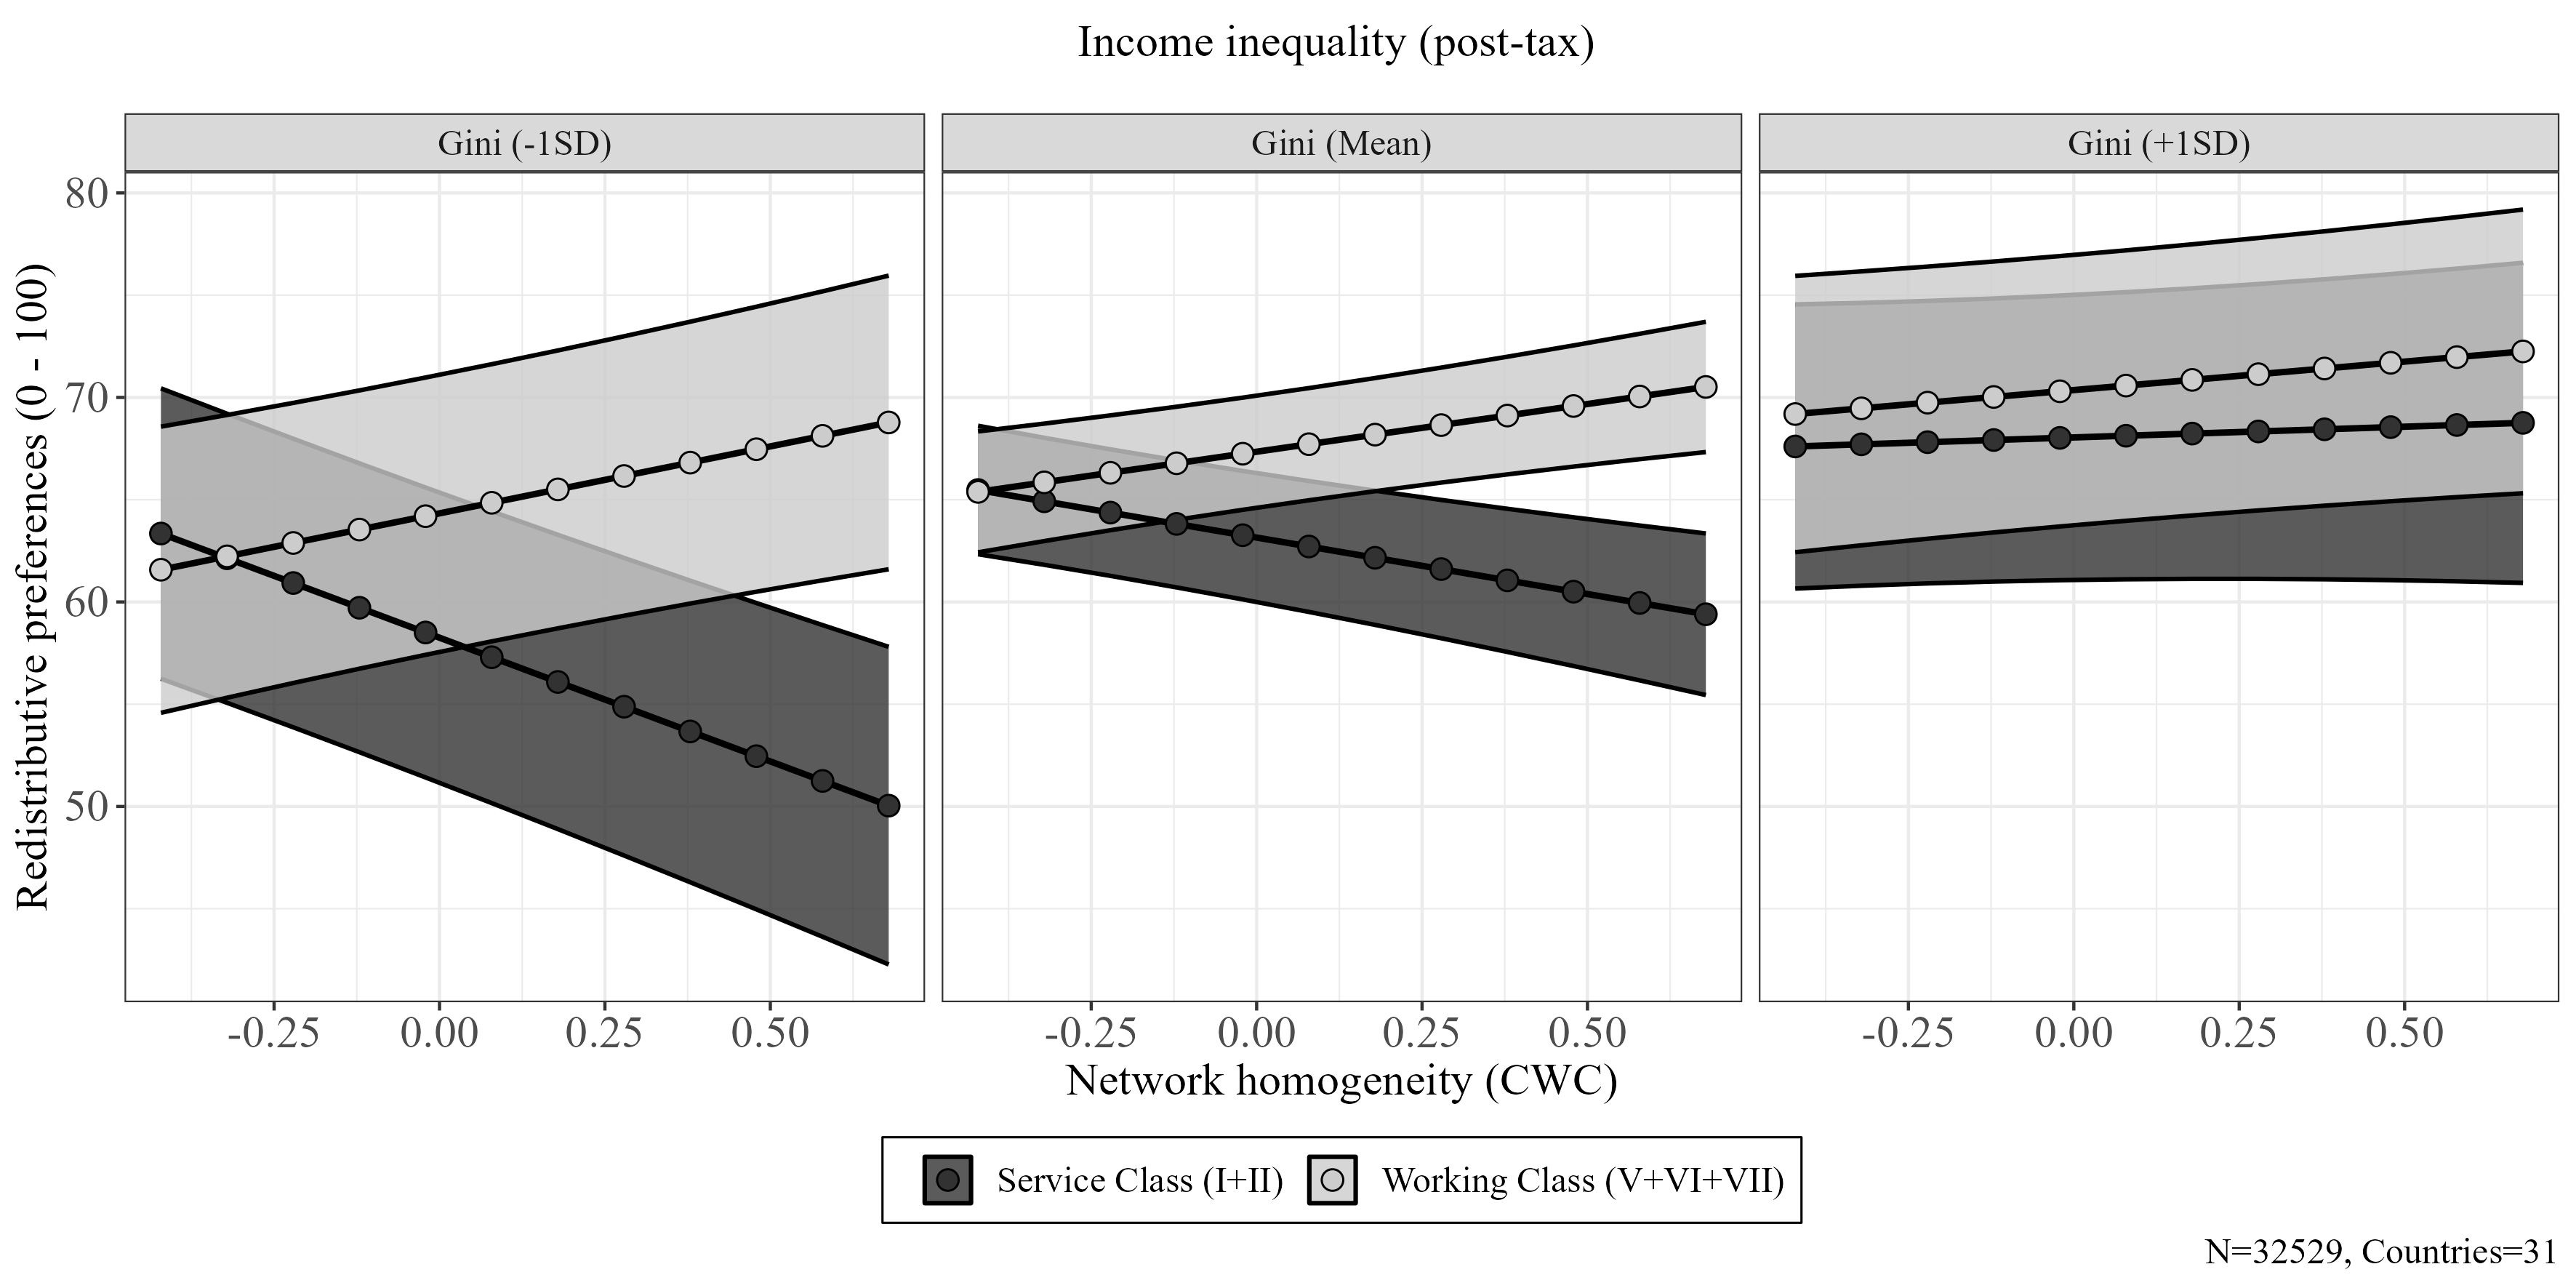 Income inequality (post-tax)
Gini (-1SD)
Gini (Mean)
Gini (+1SD)
Redistributive preferences (0 - 100)
80
70
60
50
-0.25 0.00 0.25 0.50
-0.25 0.00 0.25 0.50
-0.25 0.00 0.25 0.50
Network homogeneity (CWC)
Service Class (I+II)
Working Class (V+VI+VII)
N=32529, Countries=31